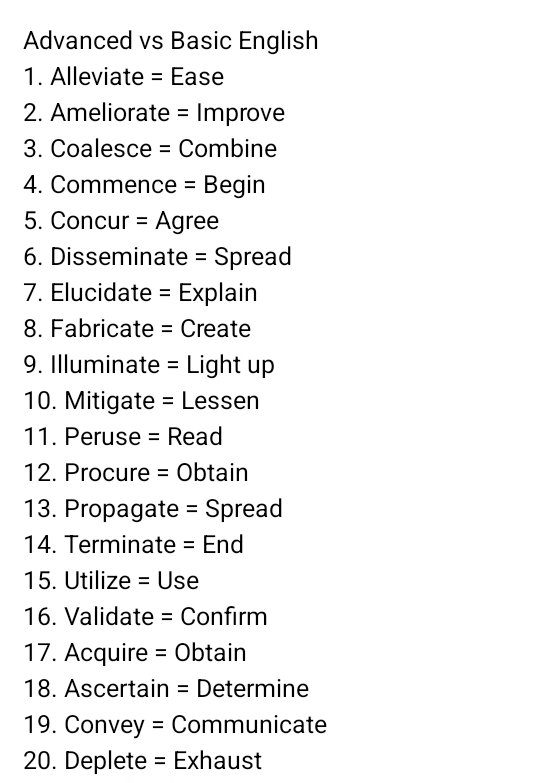 Advanced vs Basic English
1. Alleviate = Ease
2. Ameliorate = Improve
3. Coalesce = Combine
4. Commence = Begin
5. Concur = Agree
6. Disseminate = Spread
7. Elucidate = Explain
8. Fabricate = Create
9. Illuminate = Light up
10. Mitigate = Lessen
11. Peruse = Read
12. Procure = Obtain
13. Propagate = Spread
14. Terminate = End
15. Utilize = Use
16. Validate = Confirm
17. Acquire = Obtain
18. Ascertain = Determine
19. Convey = Communicate
20. Deplete = Exhaust